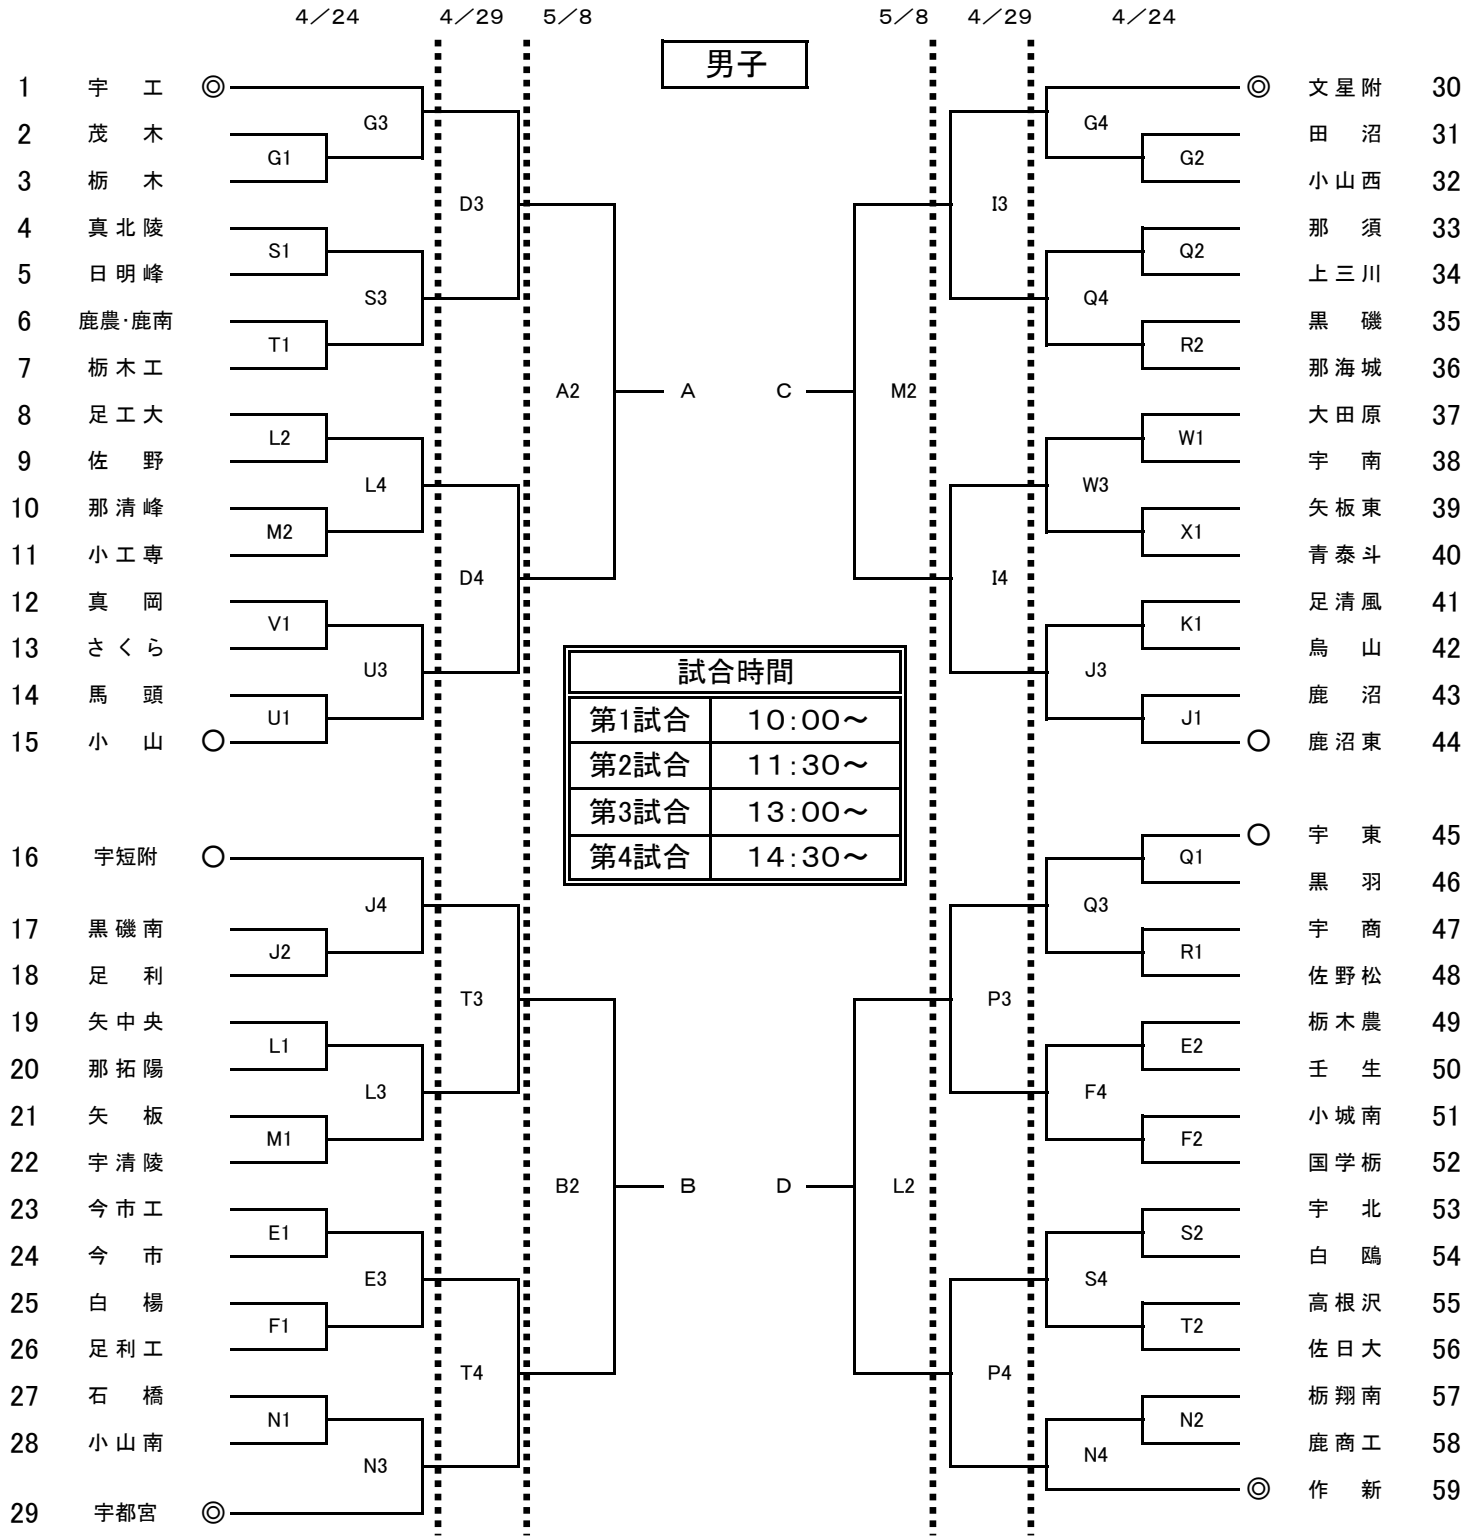 4/24 4/29 5/8 5/8 4/29 4/24
男子
1 宇工 ◎ ◎ 文星附 30
G3 G4
2 茂木 田沼 31
G1 G2
3 栃木 小山西 32
D3 I3
4 真北陵 那須 33
S1 Q2
5 日明峰 上三川 34
S3 Q4
6 鹿農・鹿南 黒磯 35
T1 R2
7 栃木工 那海城 36
A2 A C M2
8 足工大 大田原 37
L2 W1
9 佐野 宇南 38
L4 W3
10 那清峰 矢板東 39
M2 X1
11 小工専 青泰斗 40
D4 I4
12 真岡 足清風 41
V1 K1
13 さくら 烏山 42
U3 J3
14 馬頭 鹿沼 43
U1 J1
15 小山 ○ ○ 鹿沼東 44
試合時間
第1試合 10:00～
第2試合 11:30～
第3試合 13:00～
第4試合 14:30～
○ 宇東 45
16 宇短附 ○ Q1
黒羽 46
J4 Q3
17 黒磯南 宇商 47
J2 R1
18 足利 佐野松 48
T3 P3
19 矢中央 栃木農 49
L1 E2
20 那拓陽 壬生 50
L3 F4
21 矢板 小城南 51
M1 F2
22 宇清陵 国学栃 52
B2 B D L2
23 今市工 宇北 53
E1 S2
24 今市 白鴎 54
E3 S4
25 白楊 高根沢 55
F1 T2
26 足利工 佐日大 56
T4 P4
27 石橋 栃翔南 57
N1 N2
28 小山南 鹿商工 58
N3 N4
◎ 作新 59
29 宇都宮 ◎